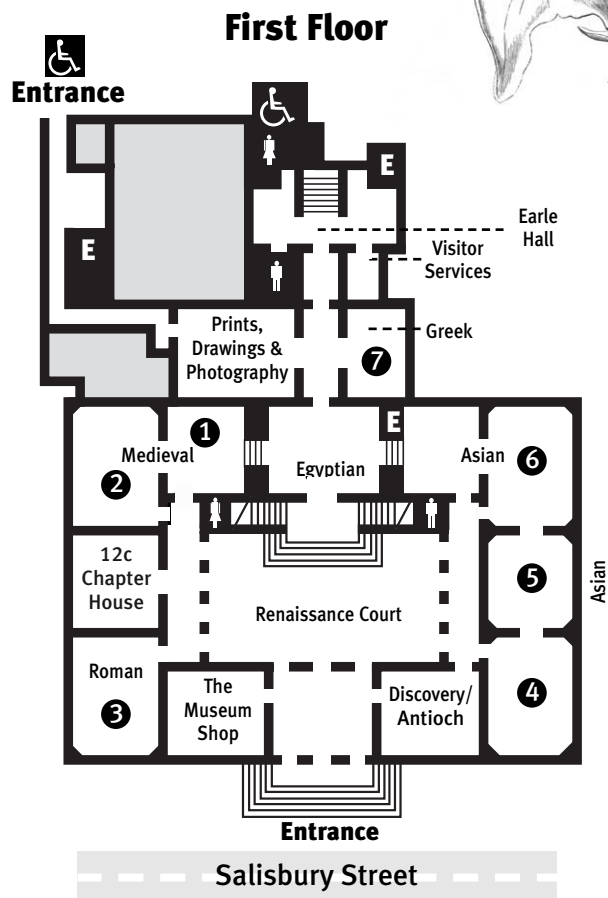 First Floor
Entrance
E
E
Earle
Hall
Visitor
Services
Prints,
Drawings &
Photography
Greek
7
1
E
Medieval
Egyptian
Asian
6
2
12c
Chapter
House
5
Asian
Renaissance Court
Roman
3
The
Museum
Shop
Discovery/
Antioch
4
Entrance
Salisbury Street